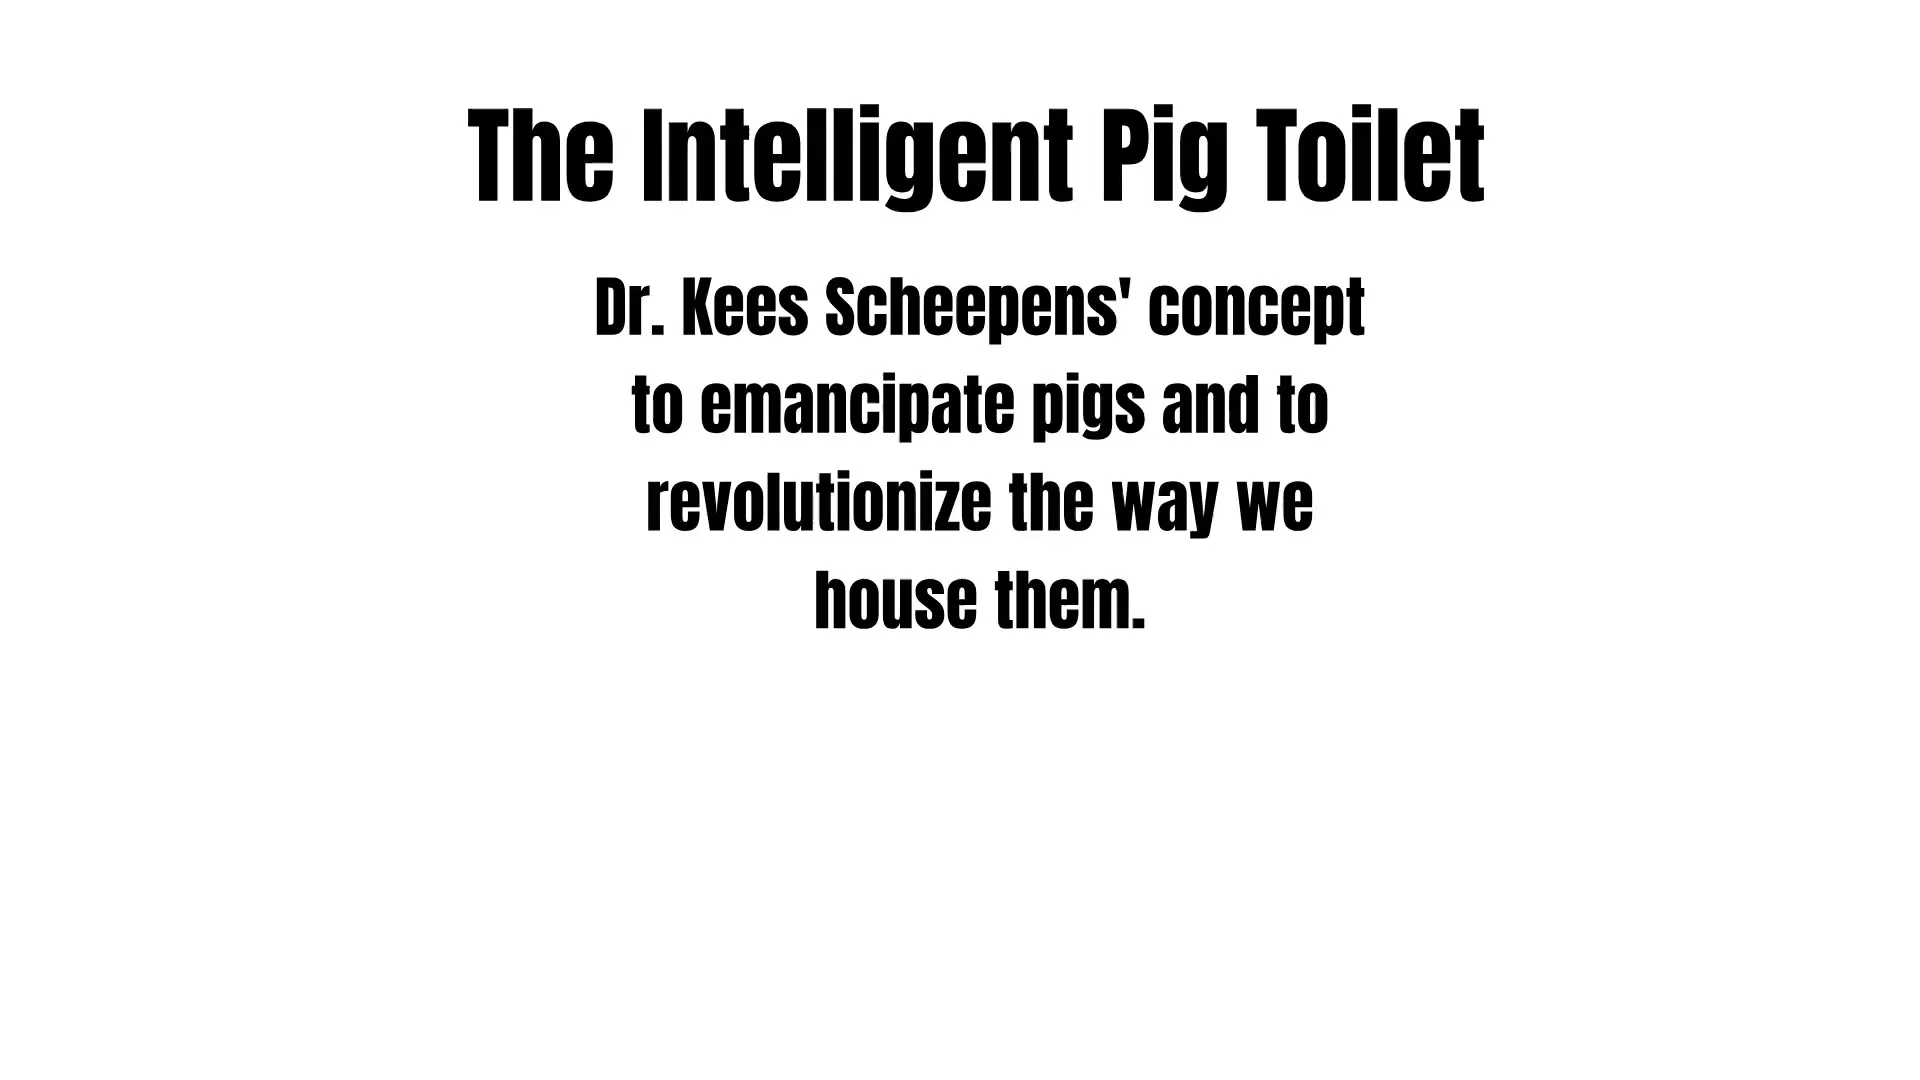 The Intelligent Pig Toilet
Dr. Kees Scheepens' concept
to emancipate pigs and to
revolutionize the way we
house them.